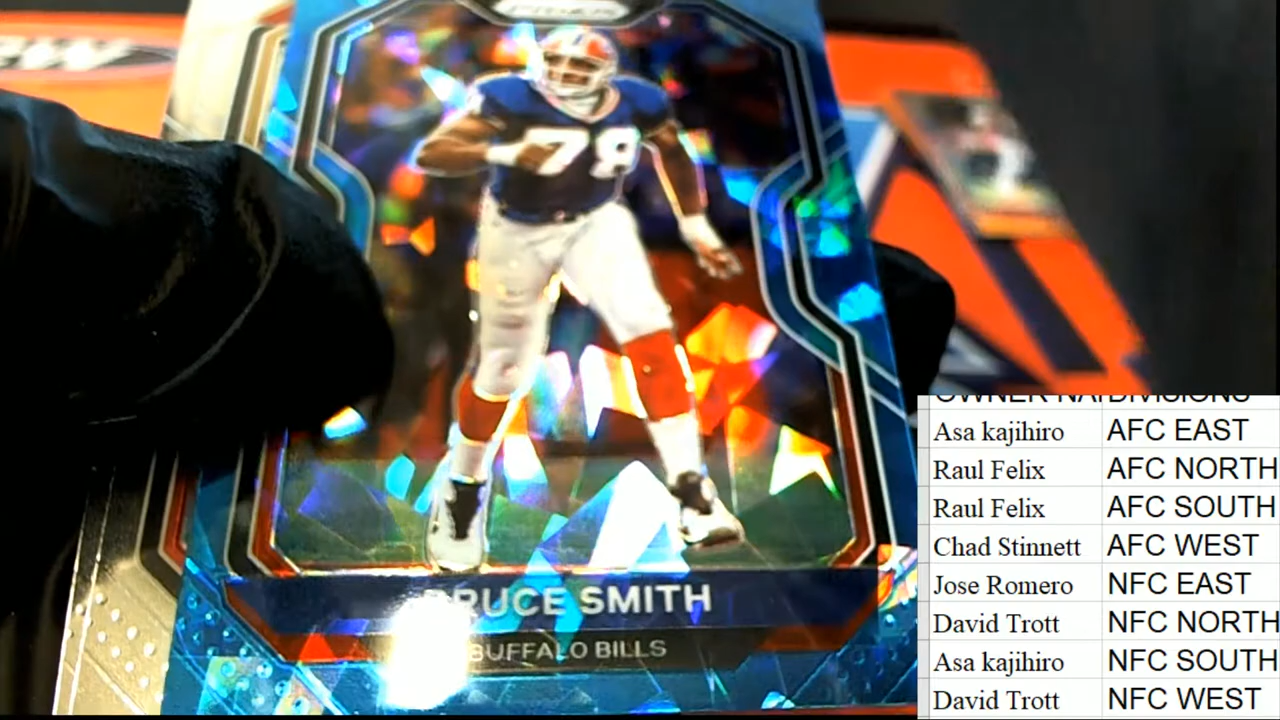 PRIZM
78
BRUCE SMITH
BUFFALO BILLS
Asa kajihiro AFC EAST
Raul Felix AFC NORTH
Raul Felix AFC SOUTH
Chad Stinnett AFC WEST
Jose Romero NFC EAST
David Trott NFC NORTH
Asa kajihiro NFC SOUTH
David Trott NFC WEST